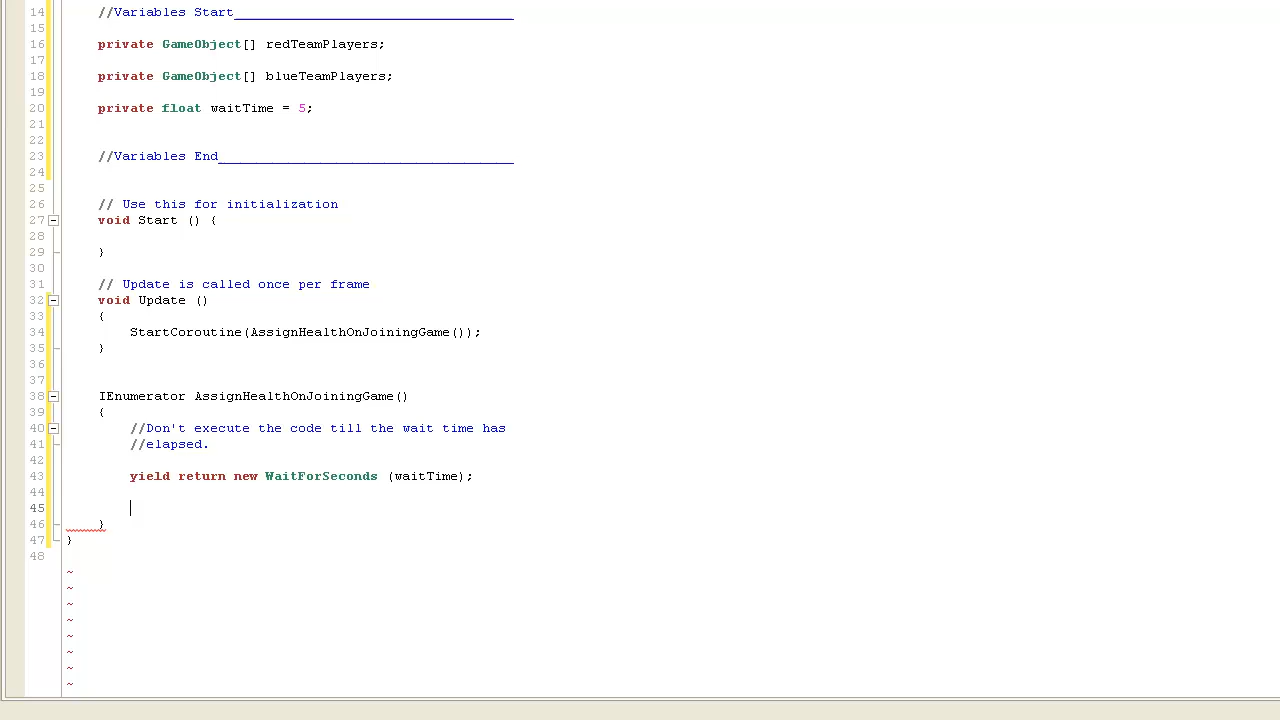 14 //Variables Start___________________________________
15
16 private GameObject[] redTeamPlayers;
17
18 private GameObject[] blueTeamPlayers;
19
20 private float waitTime = 5;
21
22
23 //Variables End_____________________________________
24
25
26 // Use this for initialization
27 void Start () {
28
29 }
30
31 // Update is called once per frame
32 void Update ()
33 {
34 StartCoroutine(AssignHealthOnJoiningGame());
35 }
36
37
38 IEnumerator AssignHealthOnJoiningGame()
39 {
40 //Don't execute the code till the wait time has
41 //elapsed.
42
43 yield return new WaitForSeconds (waitTime);
44
45
46 }
47 }
48
~
~
~
~
~
~
~
~